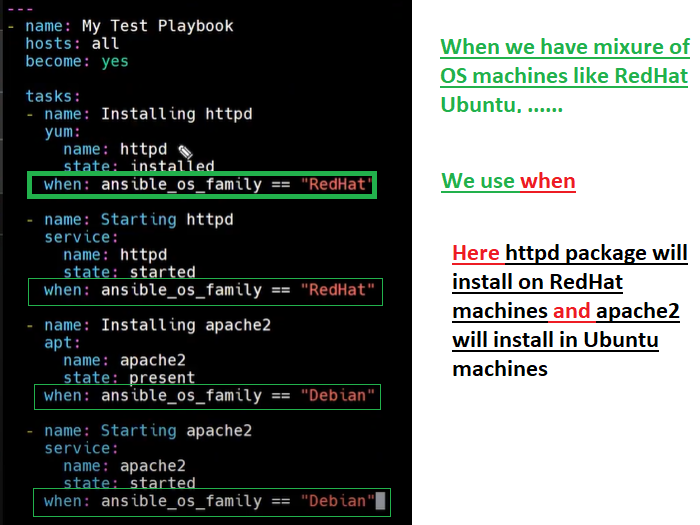 ---
- name: My Test Playbook
  hosts: all
  become: yes

  tasks:
  - name: Installing httpd
    yum:
      name: httpd
      state: installed
    when: ansible_os_family == "RedHat"

  - name: Starting httpd
    service:
      name: httpd
      state: started
    when: ansible_os_family == "RedHat"

  - name: Installing apache2
    apt:
      name: apache2
      state: present
    when: ansible_os_family == "Debian"

  - name: Starting apache2
    service:
      name: apache2
      state: started
    when: ansible_os_family == "Debian"

When we have mixure of
OS machines like RedHat
Ubuntu, ......

We use when

Here httpd package will
install on RedHat
machines and apache2
will install in Ubuntu
machines